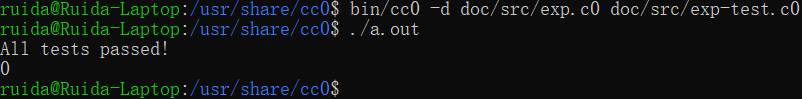 ruida@Ruida-Laptop:/usr/share/cc0$ bin/cc0 -d doc/src/exp.c0 doc/src/exp-test.c0
ruida@Ruida-Laptop:/usr/share/cc0$ ./a.out
All tests passed!
0
ruida@Ruida-Laptop:/usr/share/cc0$